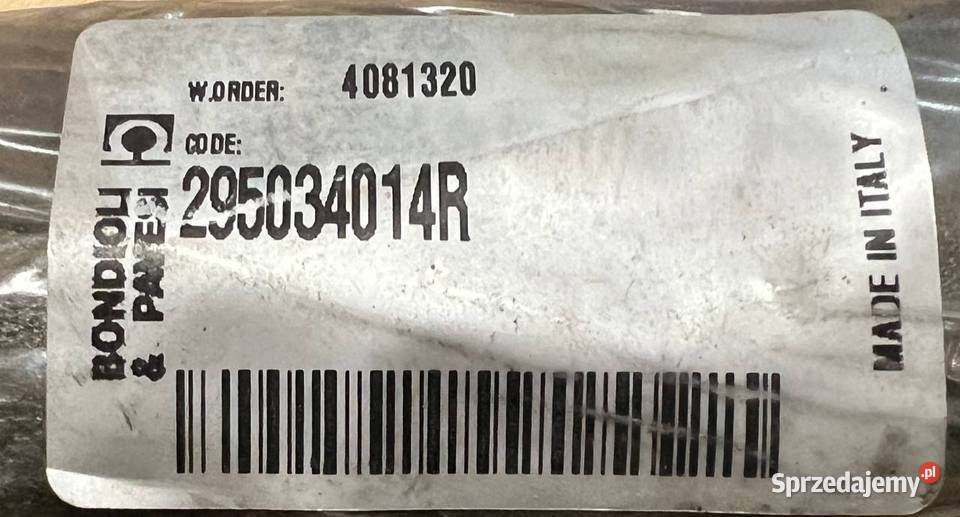 W.ORDER: 4081320
CODE:
295034014R
BONDIOLI
& PAVESI
MADE IN ITALY
Sprzedajemy.pl